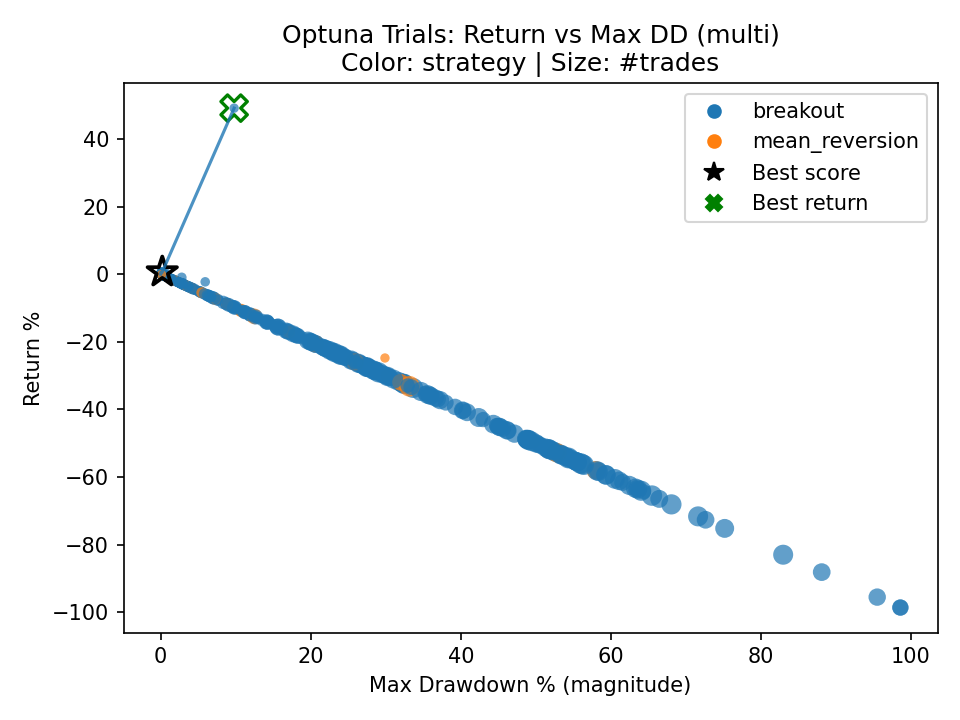 Optuna Trials: Return vs Max DD (multi)
Color: strategy | Size: #trades
breakout
mean_reversion
Best score
Best return
Return %
40
20
0
−20
−40
−60
−80
−100
0
20
40
60
80
100
Max Drawdown % (magnitude)